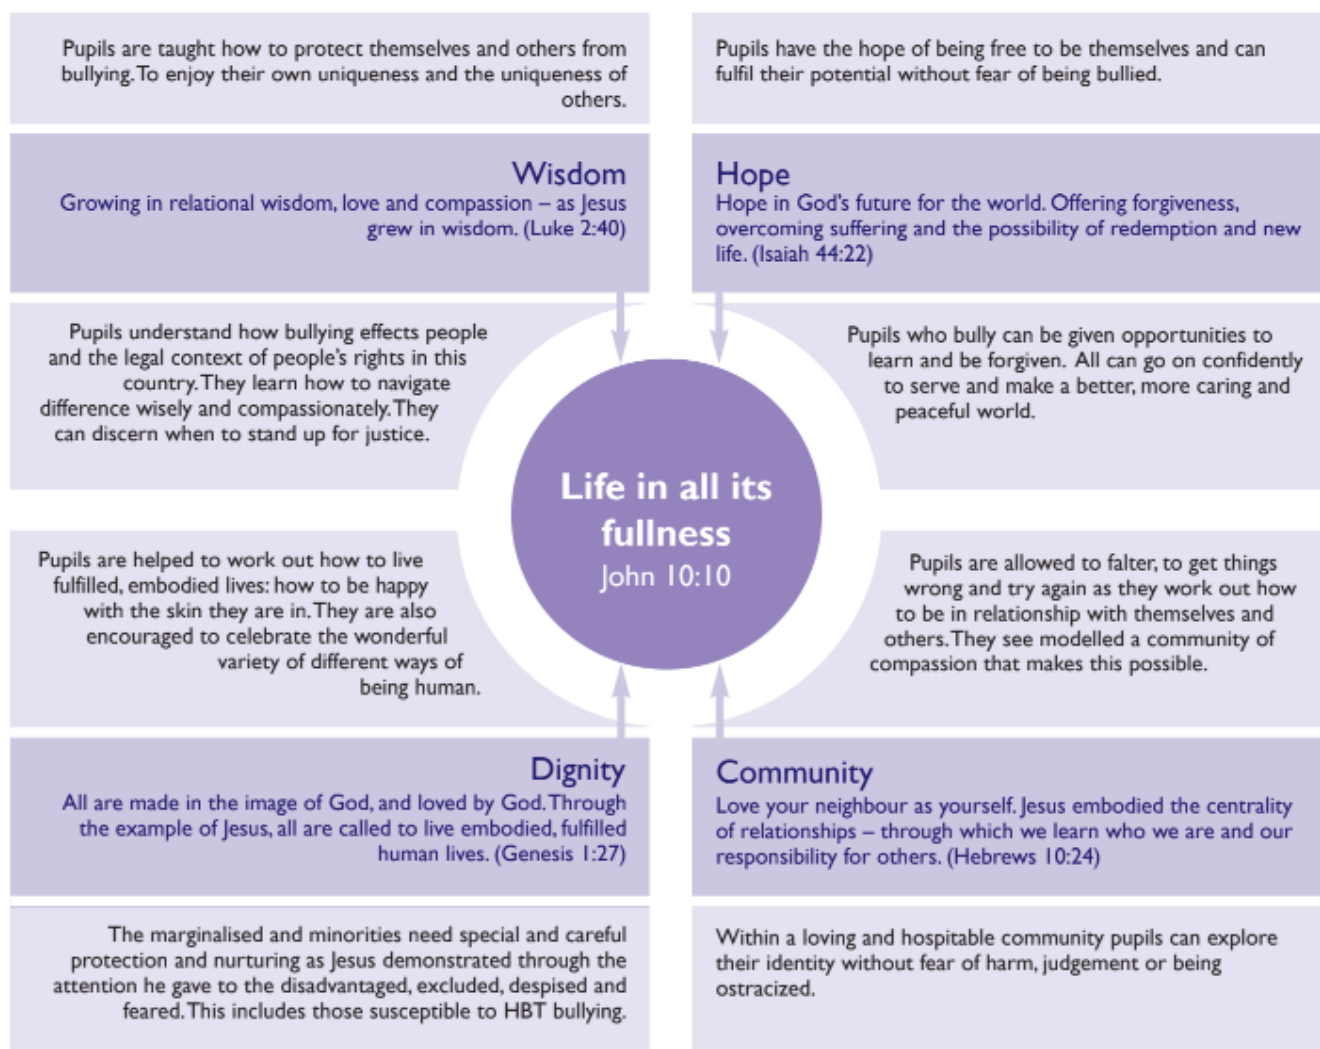 Pupils are taught how to protect themselves and others from
bullying. To enjoy their own uniqueness and the uniqueness of
others.
Wisdom
Growing in relational wisdom, love and compassion – as Jesus
grew in wisdom. (Luke 2:40)
Pupils understand how bullying effects people
and the legal context of people's rights in this
country. They learn how to navigate
difference wisely and compassionately. They
can discern when to stand up for justice.
Pupils have the hope of being free to be themselves and can
fulfil their potential without fear of being bullied.
Hope
Hope in God's future for the world. Offering forgiveness,
overcoming suffering and the possibility of redemption and new
life. (Isaiah 44:22)
Pupils who bully can be given opportunities to
learn and be forgiven. All can go on confidently
to serve and make a better, more caring and
peaceful world.
Life in all its
fullness
John 10:10
Pupils are helped to work out how to live
fulfilled, embodied lives: how to be happy
with the skin they are in. They are also
encouraged to celebrate the wonderful
variety of different ways of
being human.
Dignity
All are made in the image of God, and loved by God. Through
the example of Jesus, all are called to live embodied, fulfilled
human lives. (Genesis 1:27)
The marginalised and minorities need special and careful
protection and nurturing as Jesus demonstrated through the
attention he gave to the disadvantaged, excluded, despised and
feared. This includes those susceptible to HBT bullying.
Pupils are allowed to falter, to get things
wrong and try again as they work out how
to be in relationship with themselves and
others. They see modelled a community of
compassion that makes this possible.
Community
Love your neighbour as yourself. Jesus embodied the centrality
of relationships – through which we learn who we are and our
responsibility for others. (Hebrews 10:24)
Within a loving and hospitable community pupils can explore
their identity without fear of harm, judgement or being
ostracized.